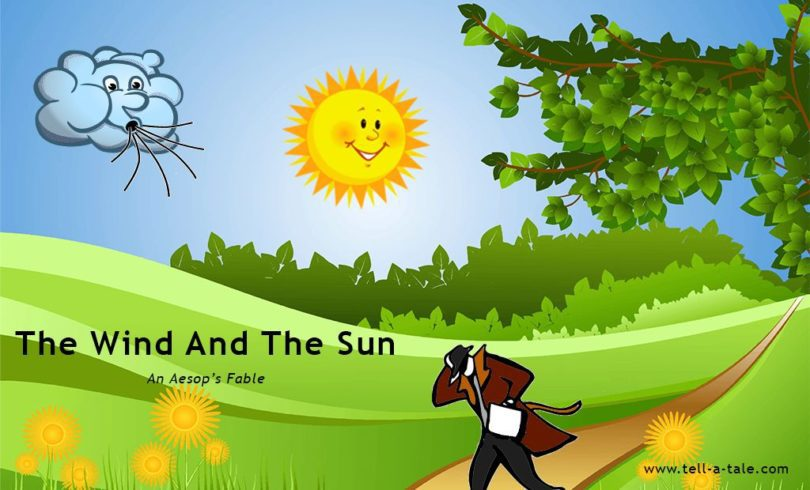 The Wind And The Sun
An Aesop's Fable
www.tell-a-tale.com